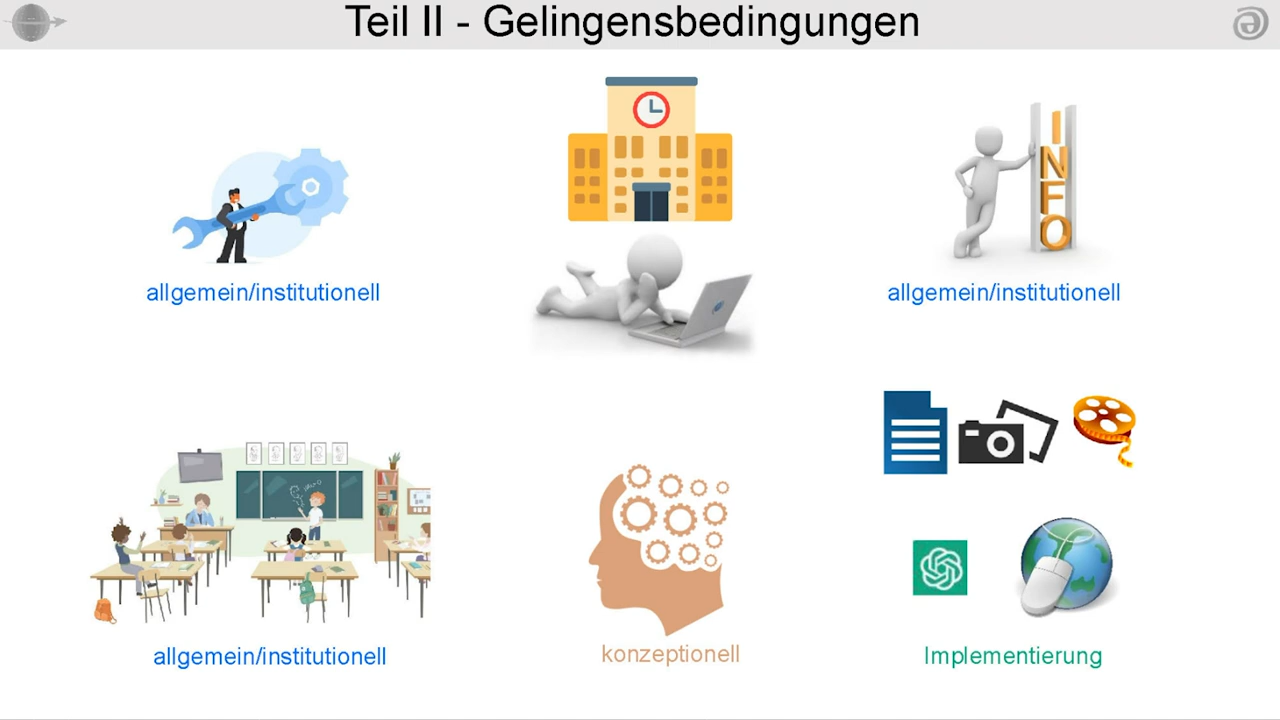 Teil II - Gelingensbedingungen
INFO
allgemein/institutionell
allgemein/institutionell
allgemein/institutionell
konzeptionell
Implementierung